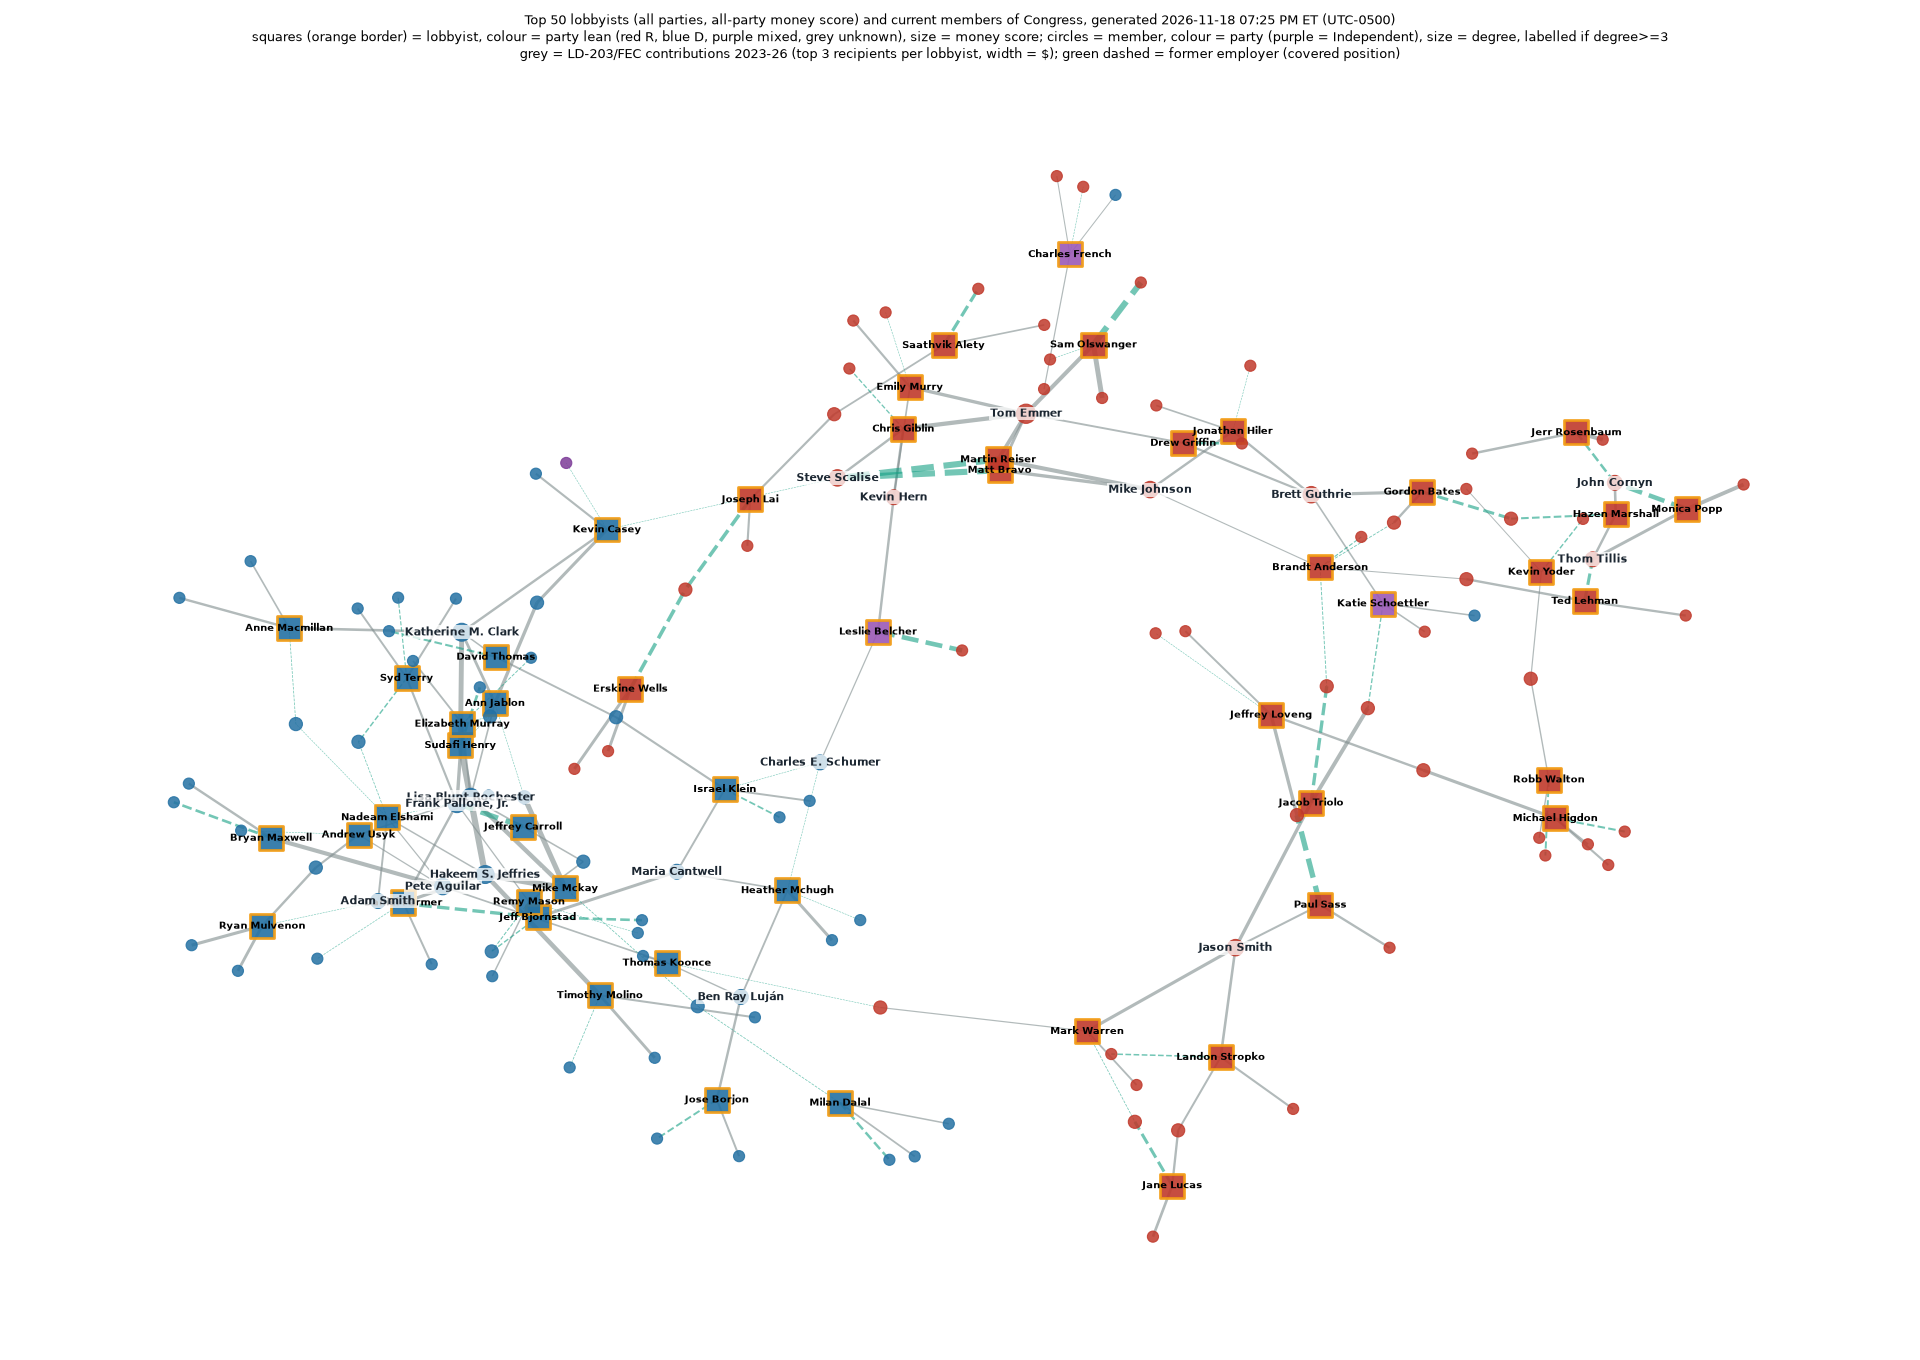 Top 50 lobbyists (all parties, all-party money score) and current members of Congress, generated 2026-11-18 07:25 PM ET (UTC-0500)
squares (orange border) = lobbyist, colour = party lean (red R, blue D, purple mixed, grey unknown), size = money score; circles = member, colour = party (purple = Independent), size = degree, labelled if degree>=3
grey = LD-203/FEC contributions 2023-26 (top 3 recipients per lobbyist, width = $); green dashed = former employer (covered position)
Charles French
Saathvik Alety
Sam Olswanger
Emily Murry
Tom Emmer
Chris Giblin
Jonathan Hiler
Drew Griffin
Jerr Rosenbaum
Martin Reiser
Matt Bravo
Steve Scalise
Kevin Hern
Mike Johnson
Brett Guthrie
Gordon Bates
John Cornyn
Joseph Lai
Hazen Marshall
Monica Popp
Kevin Casey
Thom Tillis
Brandt Anderson
Kevin Yoder
Katie Schoettler
Ted Lehman
Anne Macmillan
Katherine M. Clark
Leslie Belcher
David Thomas
Syd Terry
Erskine Wells
Ann Jablon
Jeffrey Loveng
Elizabeth Murray
Sudafi Henry
Charles E. Schumer
Robb Walton
Israel Klein
Lisa Blunt Rochester
Frank Pallone, Jr.
Jacob Triolo
Nadeam Elshami
Michael Higdon
Jeffrey Carroll
Andrew Usyk
Bryan Maxwell
Maria Cantwell
Hakeem S. Jeffries
Pete Aguilar
Mike Mckay
Heather Mchugh
Adam Smith
rmer
Remy Mason
Paul Sass
Jeff Bjornstad
Ryan Mulvenon
Jason Smith
Thomas Koonce
Timothy Molino
Ben Ray Luján
Mark Warren
Landon Stropko
Jose Borjon
Milan Dalal
Jane Lucas